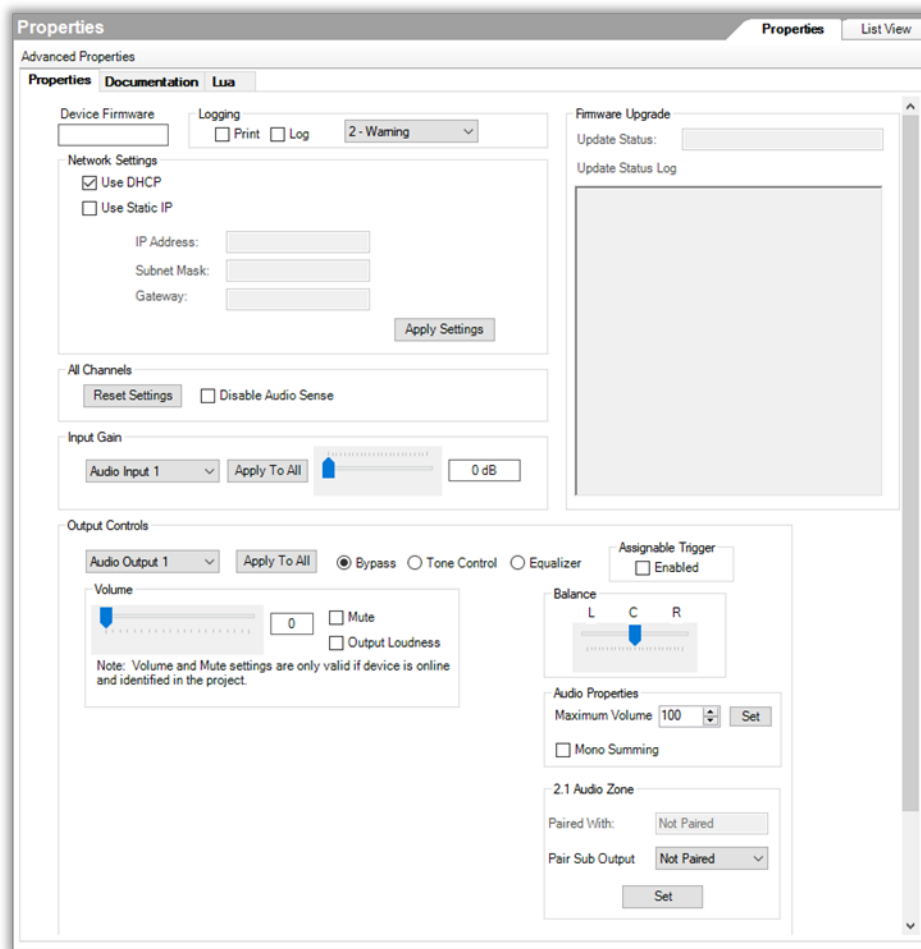 Properties
Properties List View
Advanced Properties
Properties Documentation Lua
Device Firmware
Logging
Print Log 2 - Warning
Network Settings
Use DHCP
Use Static IP
IP Address:
Subnet Mask:
Gateway:
Apply Settings
All Channels
Reset Settings Disable Audio Sense
Input Gain
Audio Input 1 Apply To All 0 dB
Firmware Upgrade
Update Status:
Update Status Log
Output Controls
Audio Output 1 Apply To All Bypass Tone Control Equalizer
Assignable Trigger
Enabled
Volume
0 Mute
Output Loudness
Note: Volume and Mute settings are only valid if device is online
and identified in the project.
Balance
L C R
Audio Properties
Maximum Volume 100 Set
Mono Summing
2.1 Audio Zone
Paired With: Not Paired
Pair Sub Output Not Paired
Set